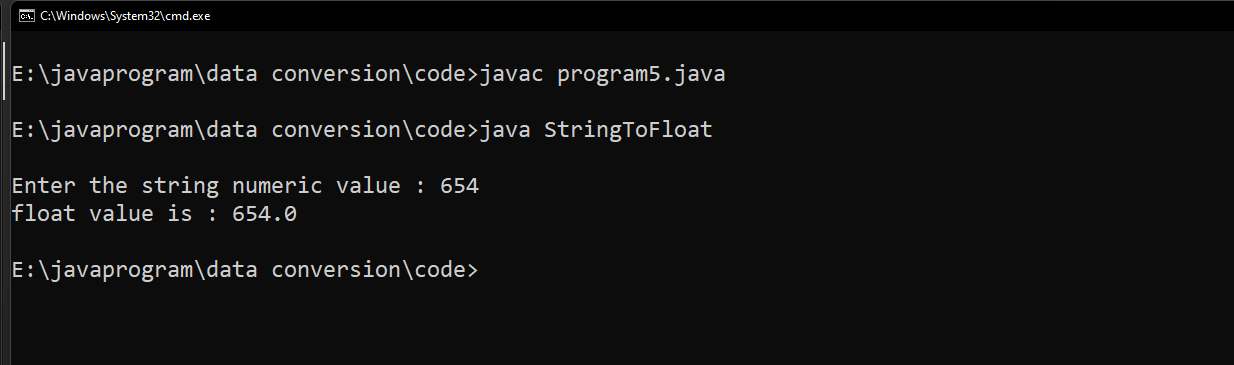 C:\Windows\System32\cmd.exe
E:\javaprogram\data conversion\code>javac program5.java
E:\javaprogram\data conversion\code>java StringToFloat
Enter the string numeric value : 654
float value is : 654.0
E:\javaprogram\data conversion\code>